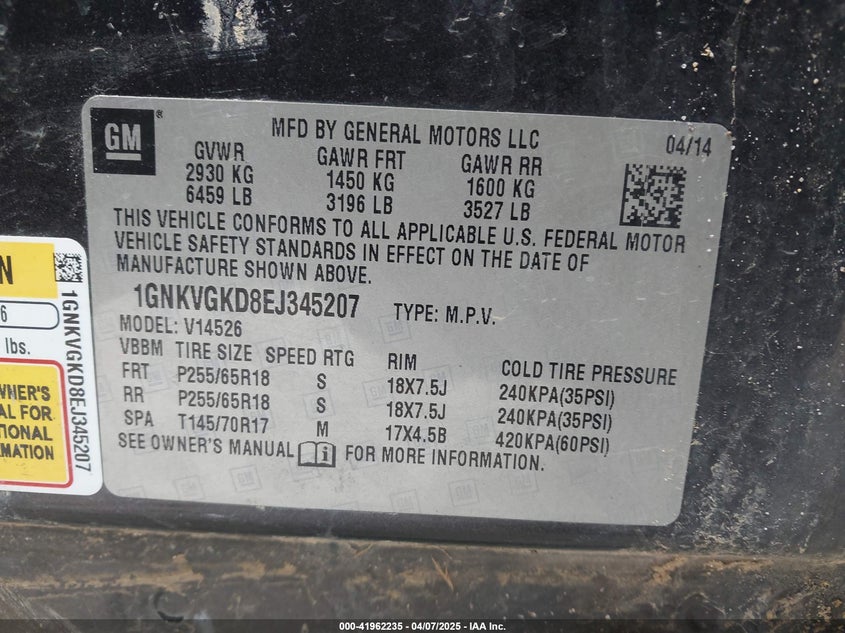 GM ®
MFD BY GENERAL MOTORS LLC
04/14
GVWR GAWR FRT GAWR RR
2930 KG 1450 KG 1600 KG
6459 LB 3196 LB 3527 LB
THIS VEHICLE CONFORMS TO ALL APPLICABLE U.S. FEDERAL MOTOR
VEHICLE SAFETY STANDARDS IN EFFECT ON THE DATE OF
MANUFACTURE SHOWN ABOVE.
1GNKVGKD8EJ345207 TYPE: M.P.V.
MODEL: V14526
VBBM TIRE SIZE SPEED RTG RIM COLD TIRE PRESSURE
FRT P255/65R18 S 18X7.5J 240KPA(35PSI)
RR P255/65R18 S 18X7.5J 240KPA(35PSI)
SPA T145/70R17 M 17X4.5B 420KPA(60PSI)
SEE OWNER'S MANUAL i FOR MORE INFORMATION.
N
6
lbs.
WNER'S
AL FOR
TIONAL
RMATION
1GNKVGKD8EJ345207
000-41962235 - 04/07/2025 - IAA Inc.